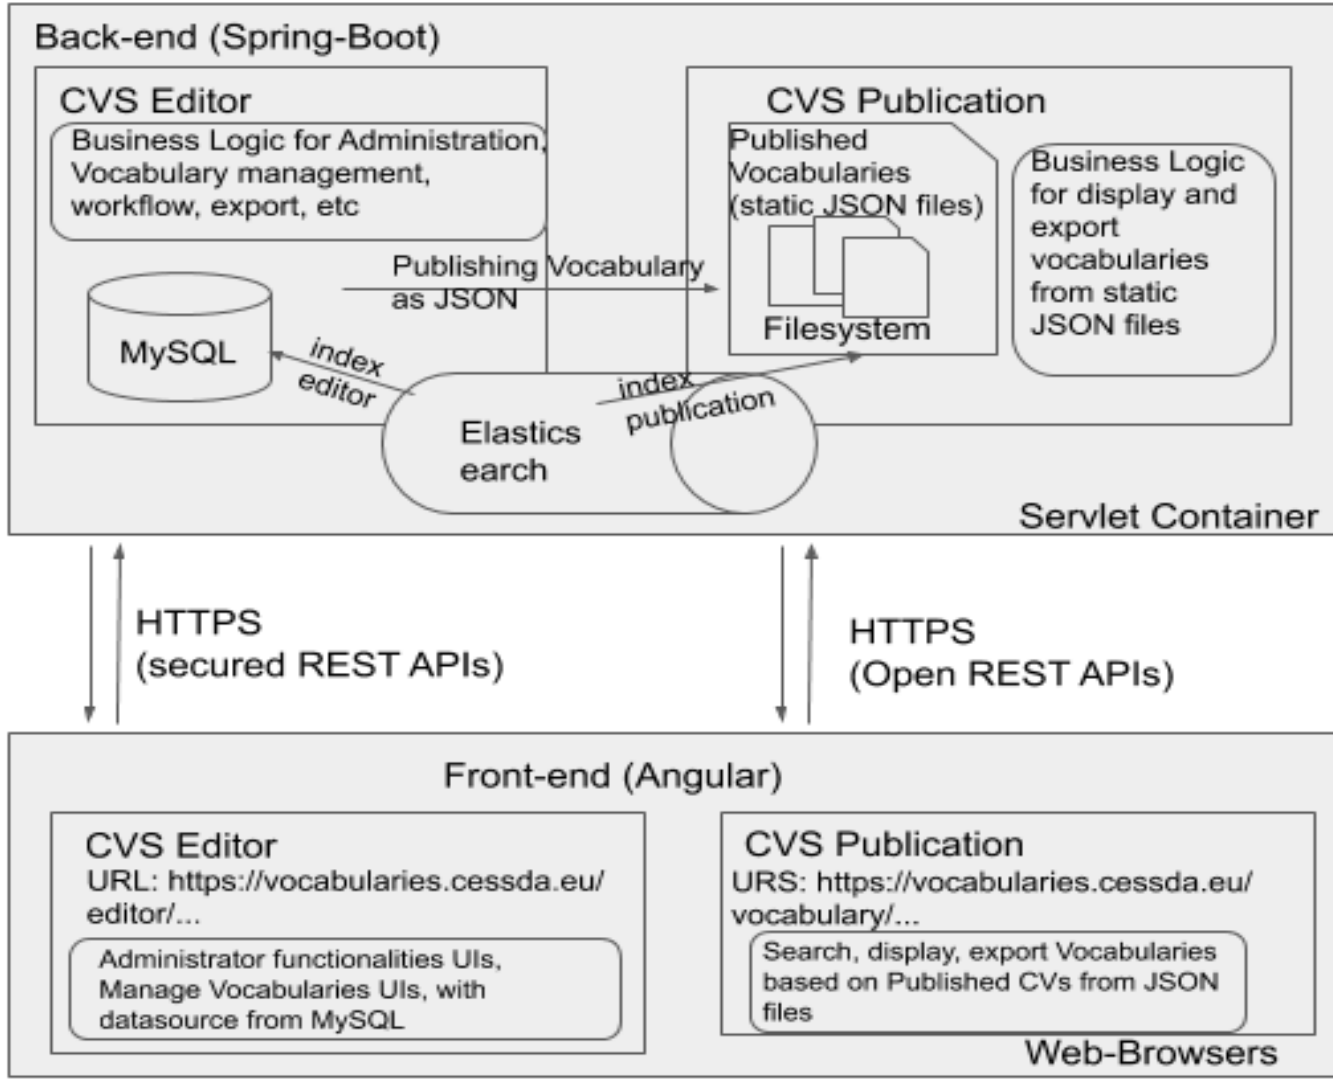 Back-end (Spring-Boot)
CVS Editor
Business Logic for Administration,
Vocabulary management,
workflow, export, etc
CVS Publication
Published
Vocabularies
(static JSON files)
Filesystem
Business Logic
for display and
export
vocabularies
from static
JSON files
Publishing Vocabulary
as JSON
MySQL
index
editor
index
publication
Elastics
earch
Servlet Container
HTTPS
(secured REST APIs)
HTTPS
(Open REST APIs)
Front-end (Angular)
CVS Editor
URL: https://vocabularies.cessda.eu/
editor/...
Administrator functionalities UIs,
Manage Vocabularies UIs, with
datasource from MySQL
CVS Publication
URS: https://vocabularies.cessda.eu/
vocabulary/...
Search, display, export Vocabularies
based on Published CVs from JSON
files
Web-Browsers